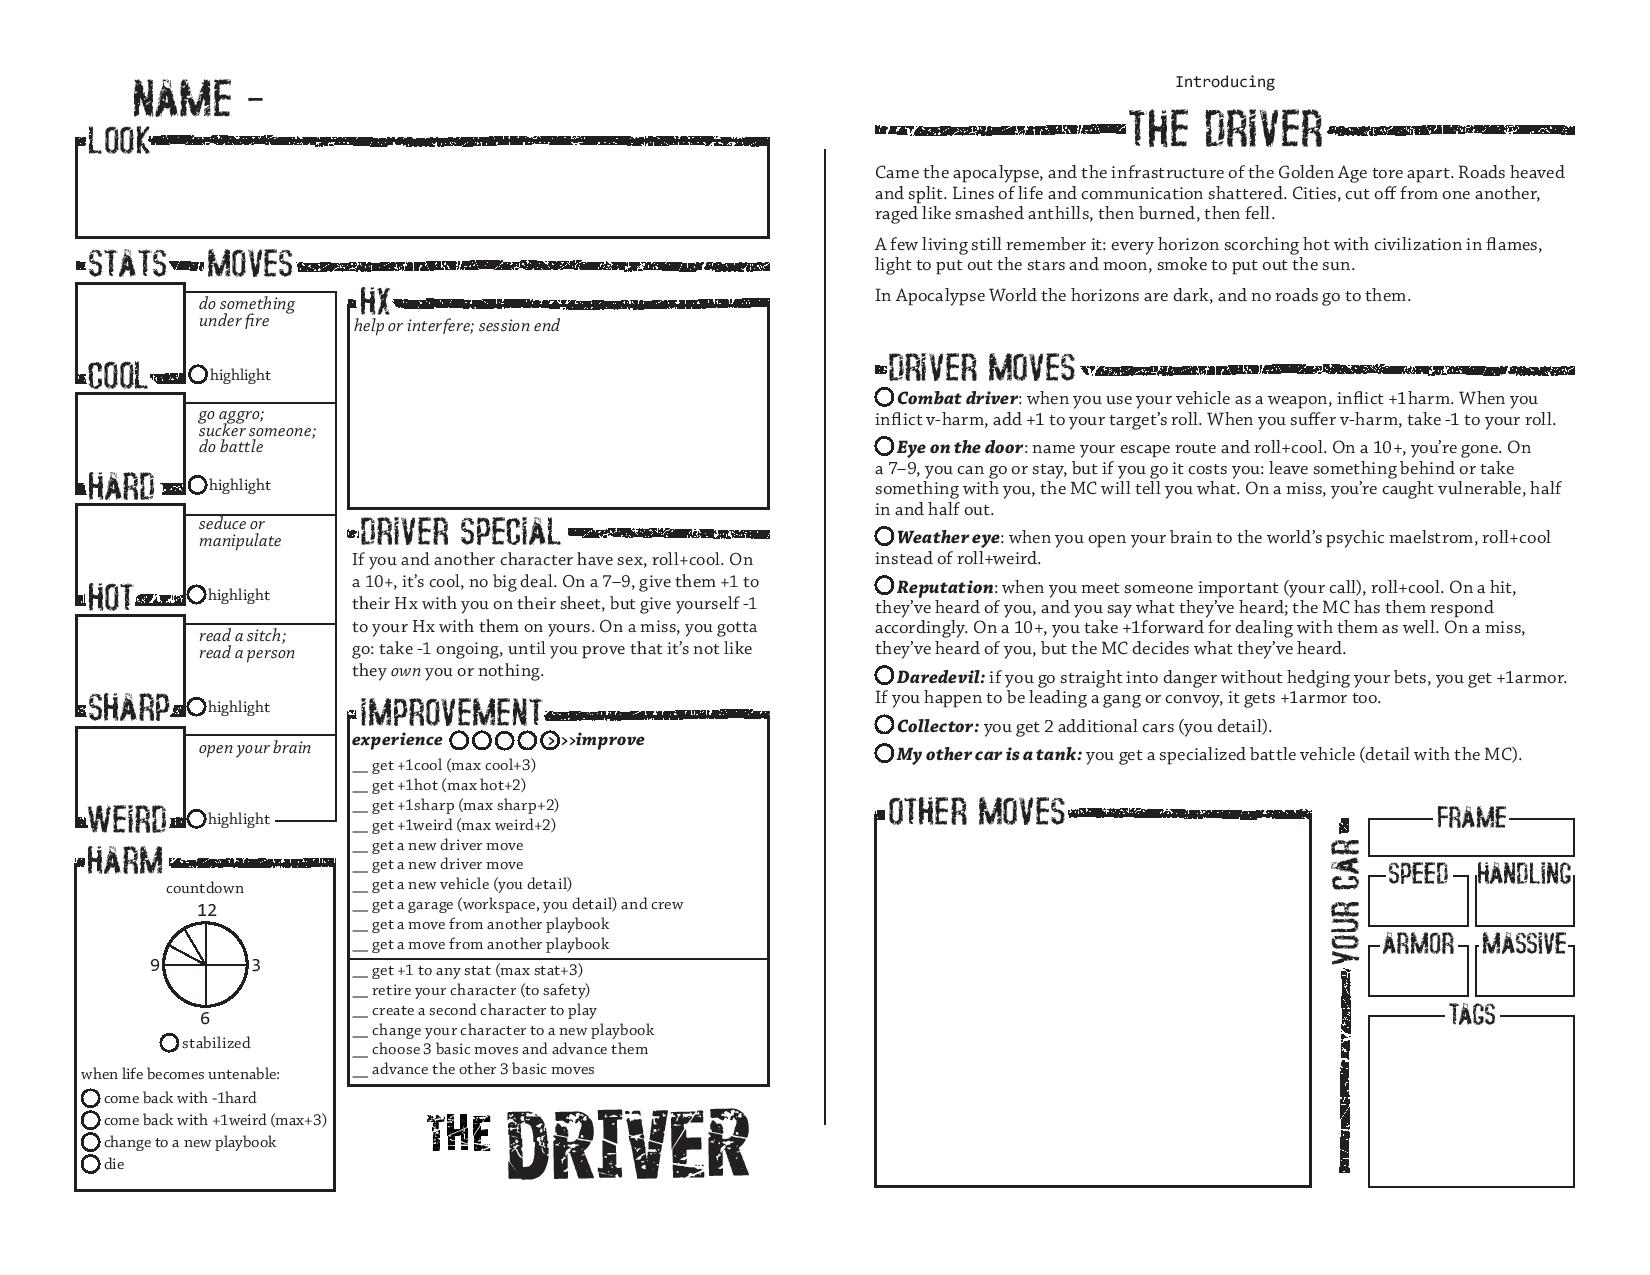 NAME –
LOOK
STATS MOVES
do something
under fire
COOL highlight
go aggro;
sucker someone;
do battle
HARD highlight
seduce or
manipulate
HOT highlight
read a sitch;
read a person
SHARP highlight
open your brain
WEIRD highlight
HARM
countdown
12
9 3
6
stabilized
when life becomes untenable:
come back with -1hard
come back with +1weird (max+3)
change to a new playbook
die
HX
help or interfere; session end
DRIVER SPECIAL
If you and another character have sex, roll+cool. On
a 10+, it's cool, no big deal. On a 7–9, give them +1 to
their Hx with you on their sheet, but give yourself -1
to your Hx with them on yours. On a miss, you gotta
go: take -1 ongoing, until you prove that it's not like
they own you or nothing.
IMPROVEMENT
experience >>>improve
__ get +1cool (max cool+3)
__ get +1hot (max hot+2)
__ get +1sharp (max sharp+2)
__ get +1weird (max weird+2)
__ get a new driver move
__ get a new driver move
__ get a new vehicle (you detail)
__ get a garage (workspace, you detail) and crew
__ get a move from another playbook
__ get a move from another playbook
__ get +1 to any stat (max stat+3)
__ retire your character (to safety)
__ create a second character to play
__ change your character to a new playbook
__ choose 3 basic moves and advance them
__ advance the other 3 basic moves
THE DRIVER
Introducing
THE DRIVER
Came the apocalypse, and the infrastructure of the Golden Age tore apart. Roads heaved
and split. Lines of life and communication shattered. Cities, cut off from one another,
raged like smashed anthills, then burned, then fell.
A few living still remember it: every horizon scorching hot with civilization in flames,
light to put out the stars and moon, smoke to put out the sun.
In Apocalypse World the horizons are dark, and no roads go to them.
DRIVER MOVES
Combat driver: when you use your vehicle as a weapon, inflict +1harm. When you
inflict v-harm, add +1 to your target's roll. When you suffer v-harm, take -1 to your roll.
Eye on the door: name your escape route and roll+cool. On a 10+, you're gone. On
a 7–9, you can go or stay, but if you go it costs you: leave something behind or take
something with you, the MC will tell you what. On a miss, you're caught vulnerable, half
in and half out.
Weather eye: when you open your brain to the world's psychic maelstrom, roll+cool
instead of roll+weird.
Reputation: when you meet someone important (your call), roll+cool. On a hit,
they've heard of you, and you say what they've heard; the MC has them respond
accordingly. On a 10+, you take +1forward for dealing with them as well. On a miss,
they've heard of you, but the MC decides what they've heard.
Daredevil: if you go straight into danger without hedging your bets, you get +1armor.
If you happen to be leading a gang or convoy, it gets +1armor too.
Collector: you get 2 additional cars (you detail).
My other car is a tank: you get a specialized battle vehicle (detail with the MC).
OTHER MOVES
YOUR CAR
FRAME
SPEED HANDLING
ARMOR MASSIVE
TAGS